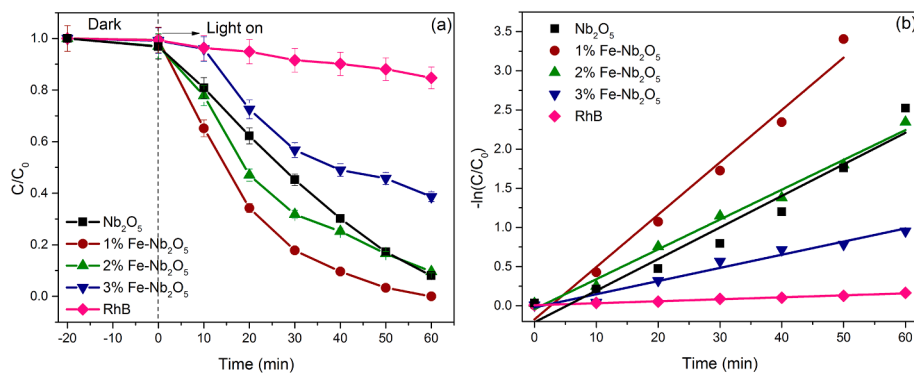 Dark
Light on
(a)
1.0
0.8
0.6
0.4
0.2
0.0
C/C₀
Nb₂O₅
1% Fe-Nb₂O₅
2% Fe-Nb₂O₅
3% Fe-Nb₂O₅
RhB
-20 -10 0 10 20 30 40 50 60
Time (min)
(b)
3.5
3.0
2.5
2.0
1.5
1.0
0.5
0.0
-ln(C/C₀)
Nb₂O₅
1% Fe-Nb₂O₅
2% Fe-Nb₂O₅
3% Fe-Nb₂O₅
RhB
0 10 20 30 40 50 60
Time (min)